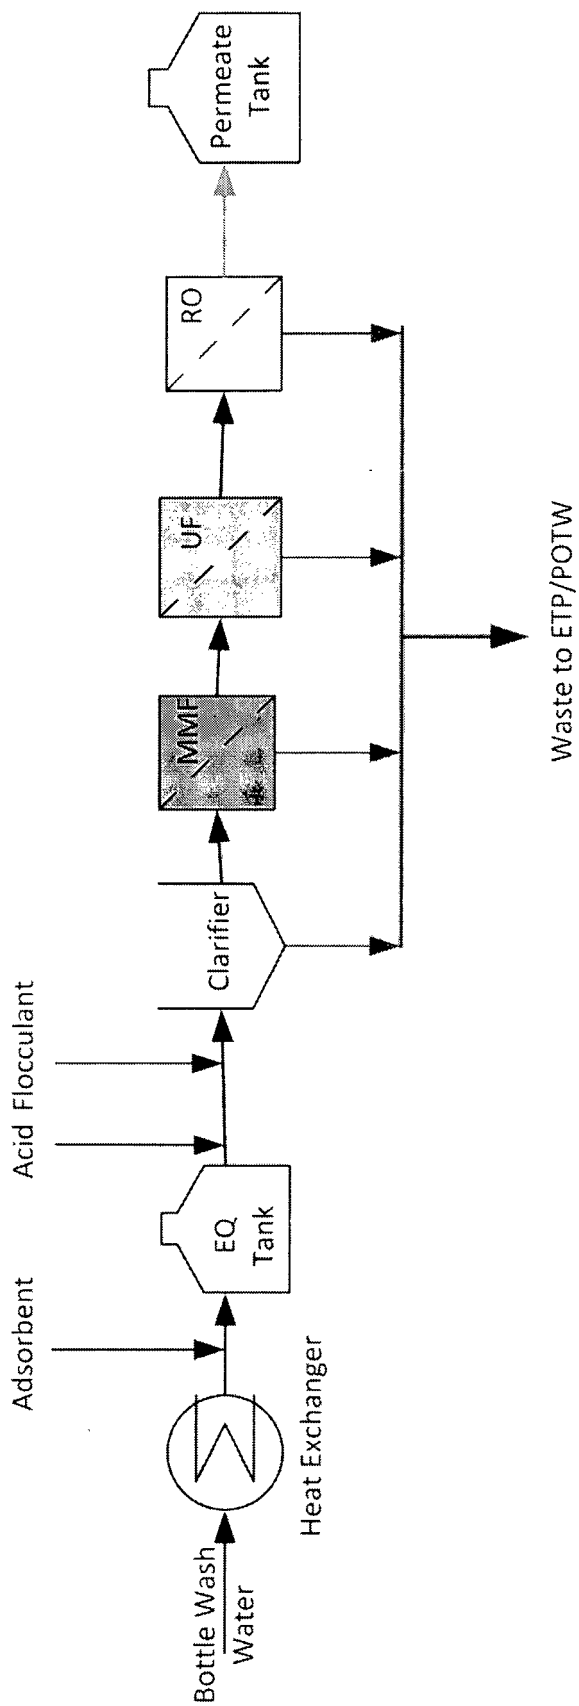 Bottle Wash
Water
Heat Exchanger
Adsorbent
EQ
Tank
Acid Flocculant
Clarifier
MMF
UF
RO
Permeate
Tank
Waste to ETP/POTW